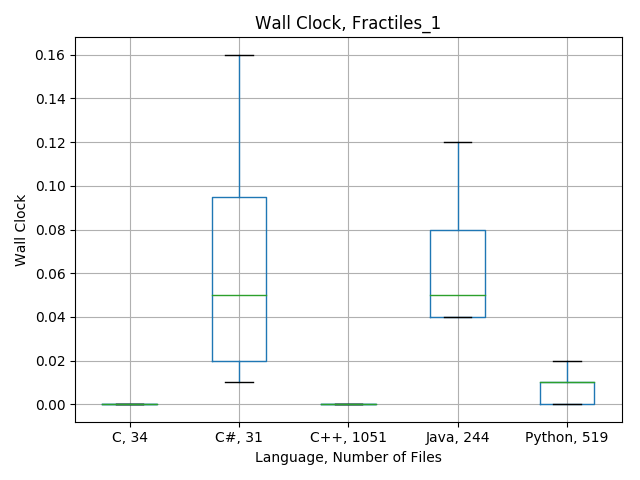 Wall Clock, Fractiles_1
Wall Clock
0.16
0.14
0.12
0.10
0.08
0.06
0.04
0.02
0.00
C, 34
C#, 31
C++, 1051
Java, 244
Python, 519
Language, Number of Files